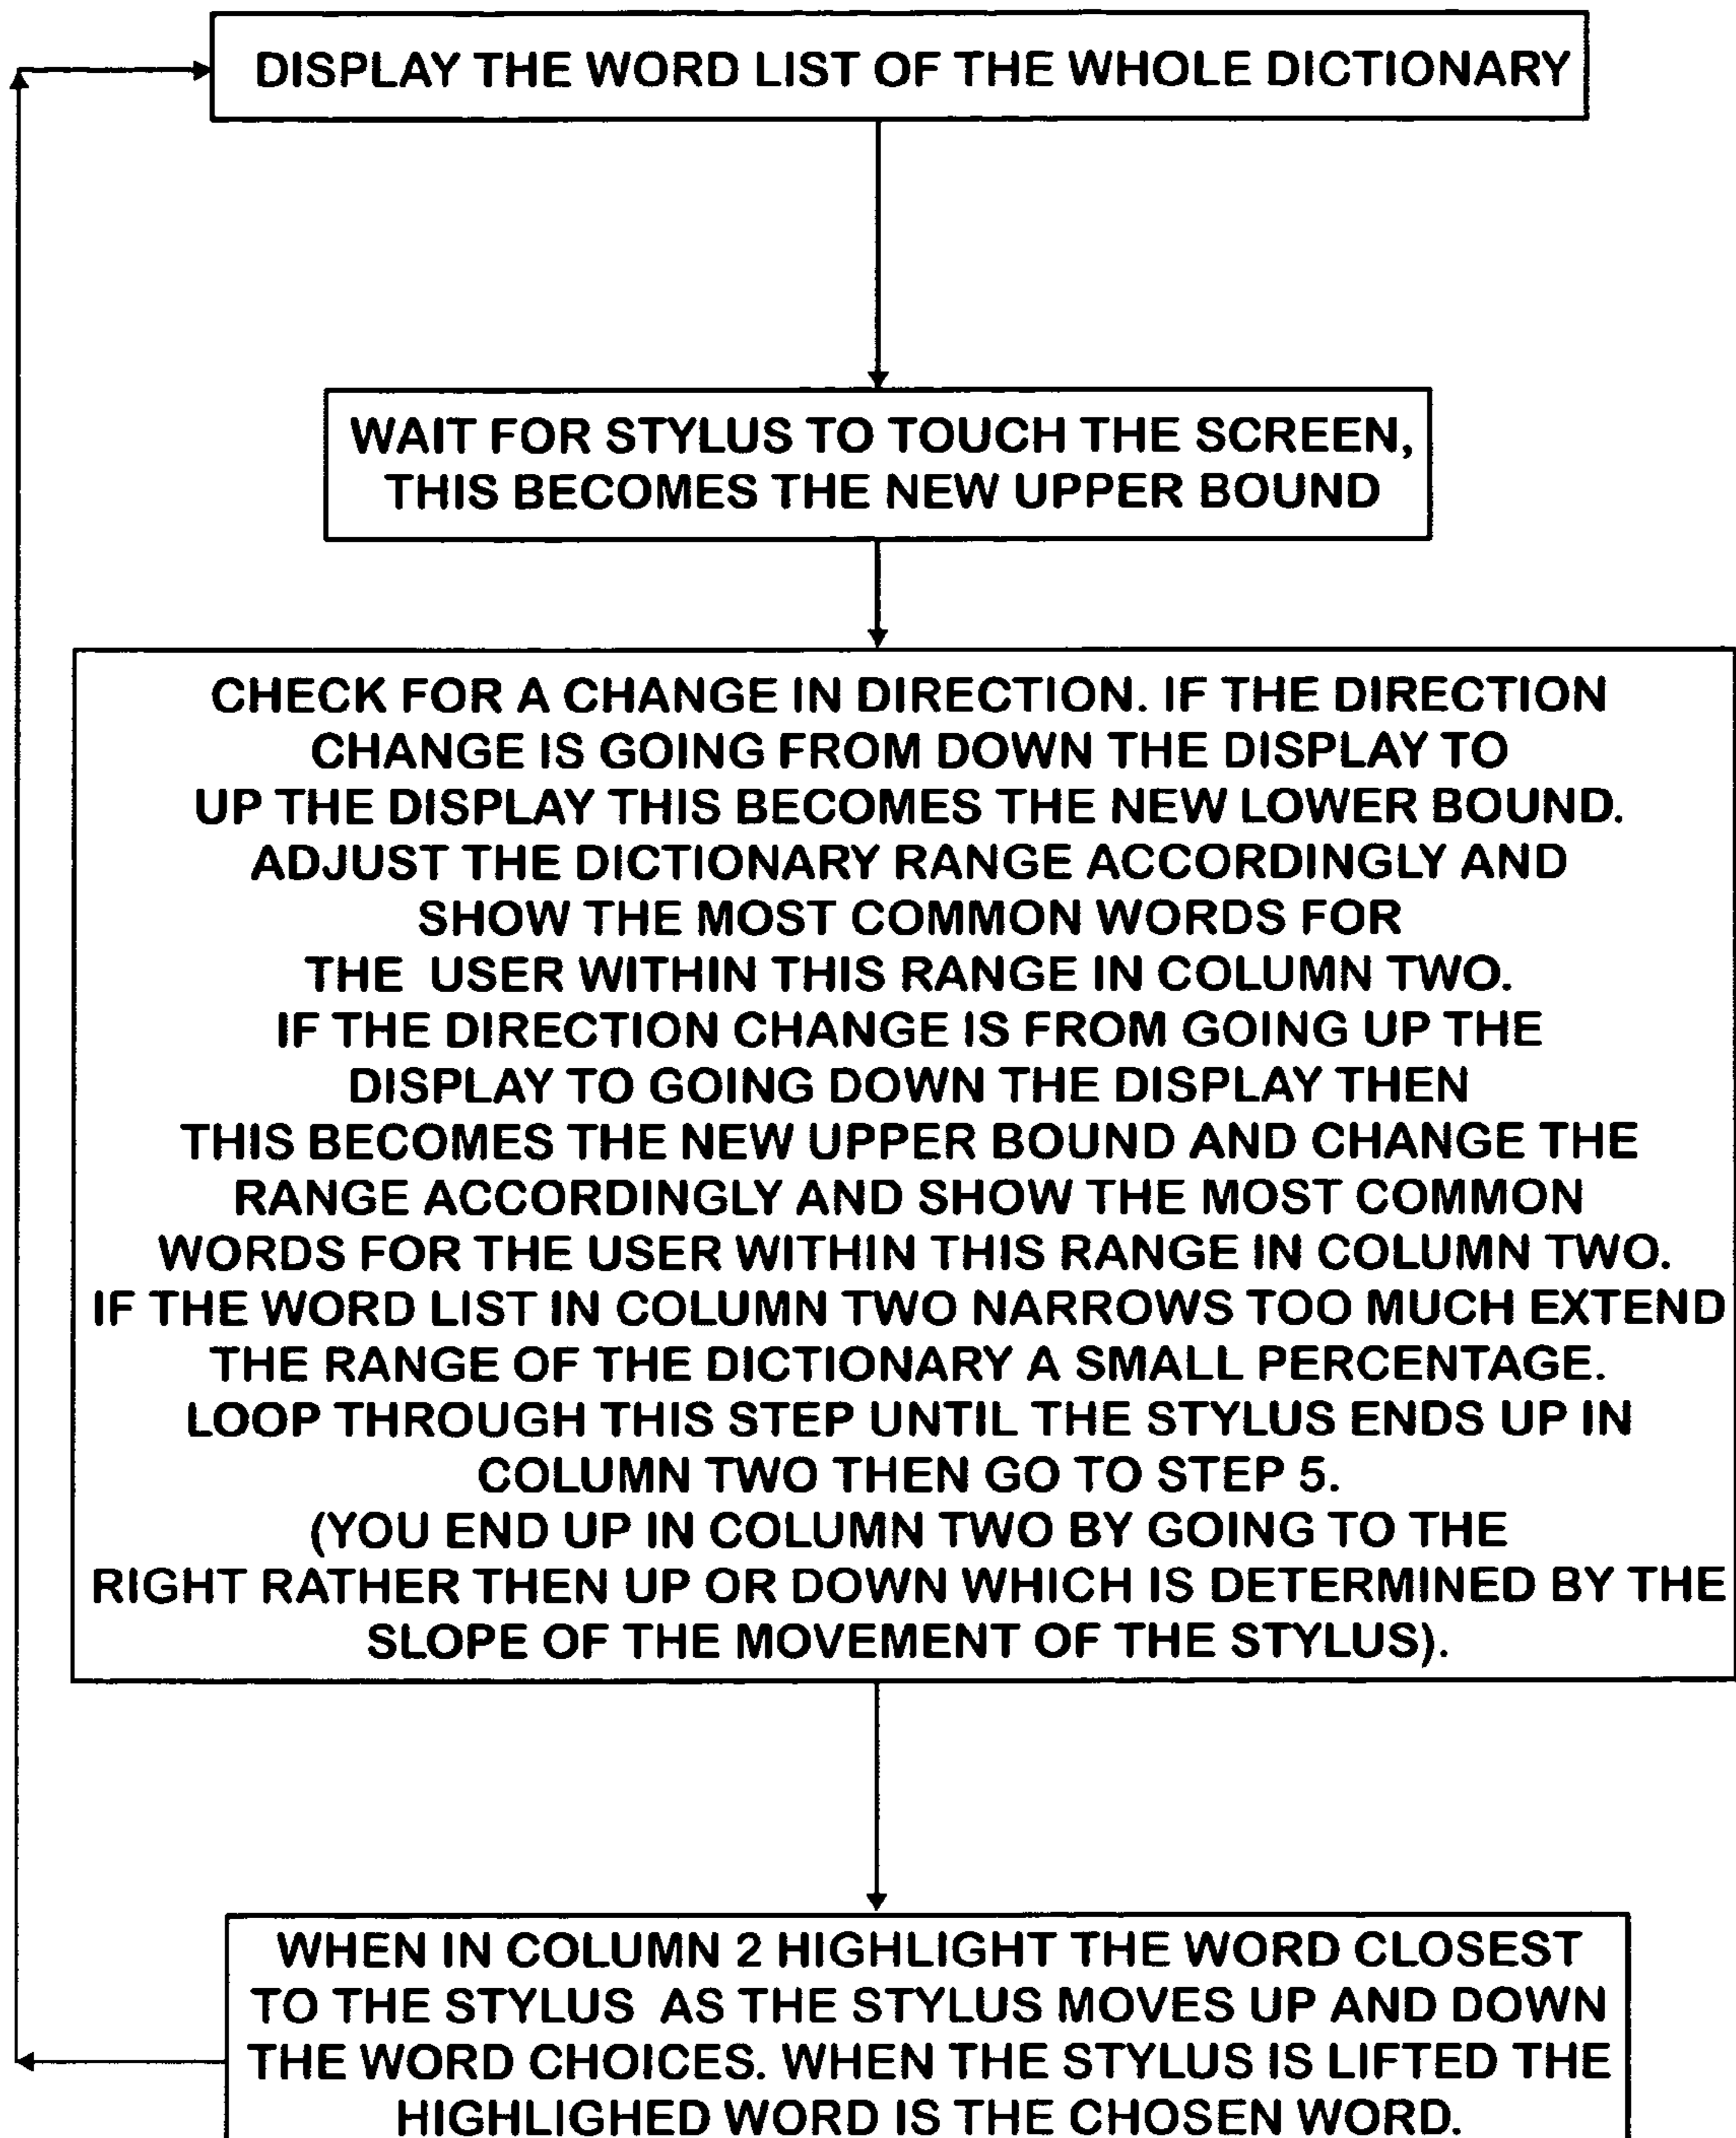 DISPLAY THE WORD LIST OF THE WHOLE DICTIONARY
WAIT FOR STYLUS TO TOUCH THE SCREEN,
THIS BECOMES THE NEW UPPER BOUND
CHECK FOR A CHANGE IN DIRECTION. IF THE DIRECTION
CHANGE IS GOING FROM DOWN THE DISPLAY TO
UP THE DISPLAY THIS BECOMES THE NEW LOWER BOUND.
ADJUST THE DICTIONARY RANGE ACCORDINGLY AND
SHOW THE MOST COMMON WORDS FOR
THE USER WITHIN THIS RANGE IN COLUMN TWO.
IF THE DIRECTION CHANGE IS FROM GOING UP THE
DISPLAY TO GOING DOWN THE DISPLAY THEN
THIS BECOMES THE NEW UPPER BOUND AND CHANGE THE
RANGE ACCORDINGLY AND SHOW THE MOST COMMON
WORDS FOR THE USER WITHIN THIS RANGE IN COLUMN TWO.
IF THE WORD LIST IN COLUMN TWO NARROWS TOO MUCH EXTEND
THE RANGE OF THE DICTIONARY A SMALL PERCENTAGE.
LOOP THROUGH THIS STEP UNTIL THE STYLUS ENDS UP IN
COLUMN TWO THEN GO TO STEP 5.
(YOU END UP IN COLUMN TWO BY GOING TO THE
RIGHT RATHER THEN UP OR DOWN WHICH IS DETERMINED BY THE
SLOPE OF THE MOVEMENT OF THE STYLUS).
WHEN IN COLUMN 2 HIGHLIGHT THE WORD CLOSEST
TO THE STYLUS AS THE STYLUS MOVES UP AND DOWN
THE WORD CHOICES. WHEN THE STYLUS IS LIFTED THE
HIGHLIGHED WORD IS THE CHOSEN WORD.